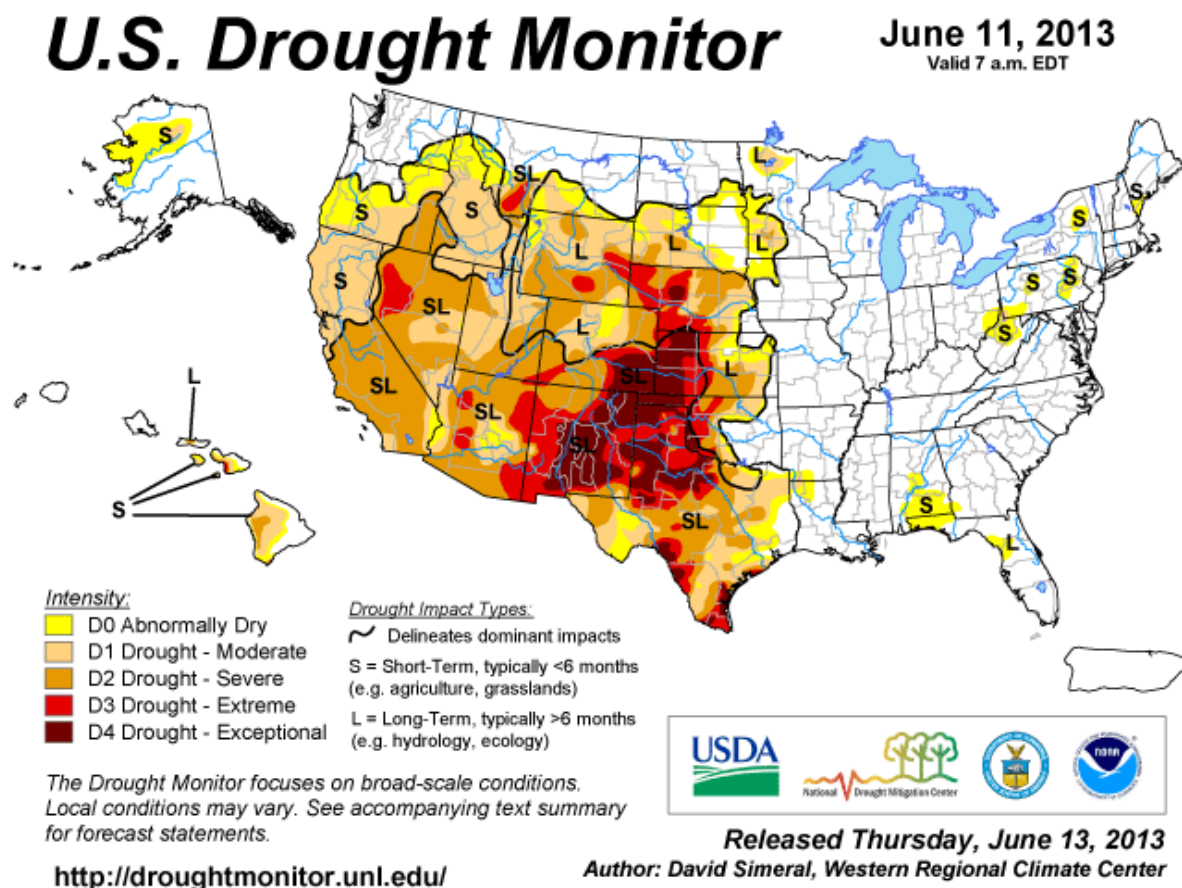 U.S. Drought Monitor
June 11, 2013
Valid 7 a.m. EDT
S
SL
L
S
S
L
L
L
S
S
S
S
S
S
SL
L
SL
L
SL
SL
SL
L
S
SL
S
L
L
S
Intensity:
D0 Abnormally Dry
D1 Drought - Moderate
D2 Drought - Severe
D3 Drought - Extreme
D4 Drought - Exceptional
Drought Impact Types:
Delineates dominant impacts
S = Short-Term, typically <6 months
(e.g. agriculture, grasslands)
L = Long-Term, typically >6 months
(e.g. hydrology, ecology)
USDA
National Drought Mitigation Center
NOAA
The Drought Monitor focuses on broad-scale conditions.
Local conditions may vary. See accompanying text summary
for forecast statements.
http://droughtmonitor.unl.edu/
Released Thursday, June 13, 2013
Author: David Simeral, Western Regional Climate Center